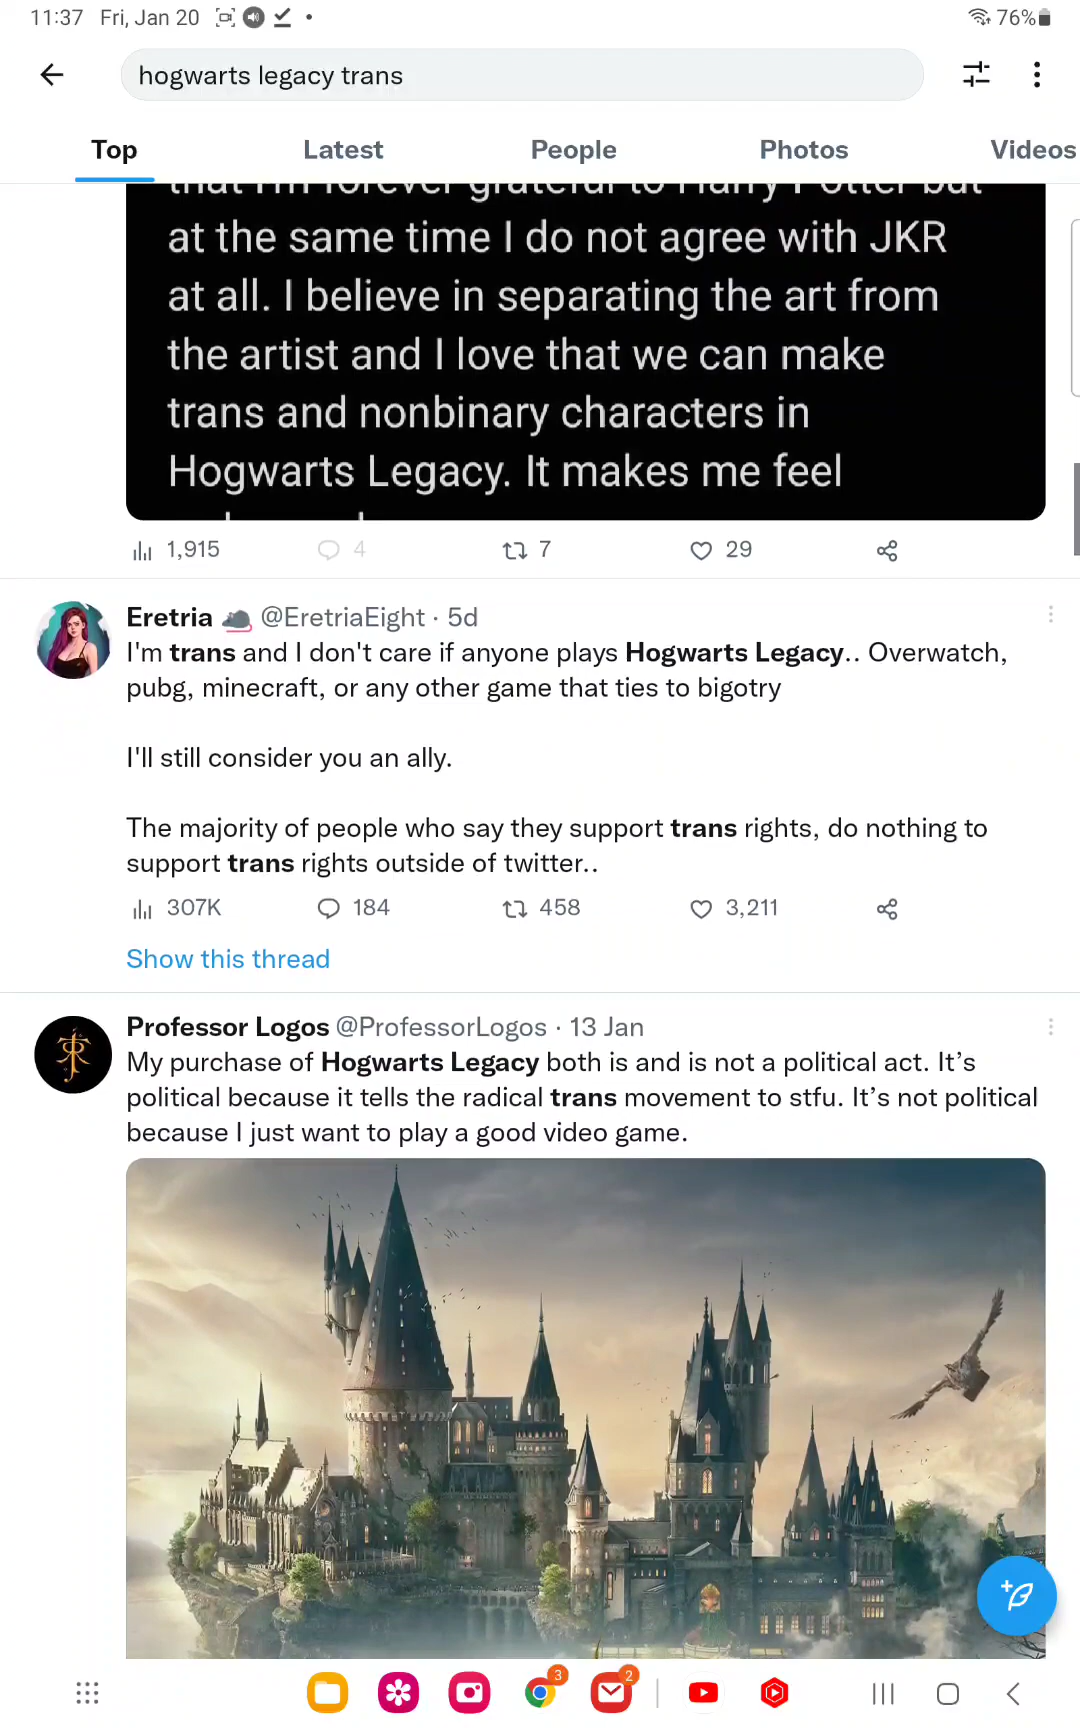 11:37 Fri, Jan 20 76%
hogwarts legacy trans
Top Latest People Photos Videos
that I'm forever grateful to Harry Potter but
at the same time I do not agree with JKR
at all. I believe in separating the art from
the artist and I love that we can make
trans and nonbinary characters in
Hogwarts Legacy. It makes me feel
1,915 4 7 29
Eretria @EretriaEight · 5d
I'm trans and I don't care if anyone plays Hogwarts Legacy.. Overwatch,
pubg, minecraft, or any other game that ties to bigotry
I'll still consider you an ally.
The majority of people who say they support trans rights, do nothing to
support trans rights outside of twitter..
307K 184 458 3,211
Show this thread
Professor Logos @ProfessorLogos · 13 Jan
My purchase of Hogwarts Legacy both is and is not a political act. It’s
political because it tells the radical trans movement to stfu. It’s not political
because I just want to play a good video game.
3 2